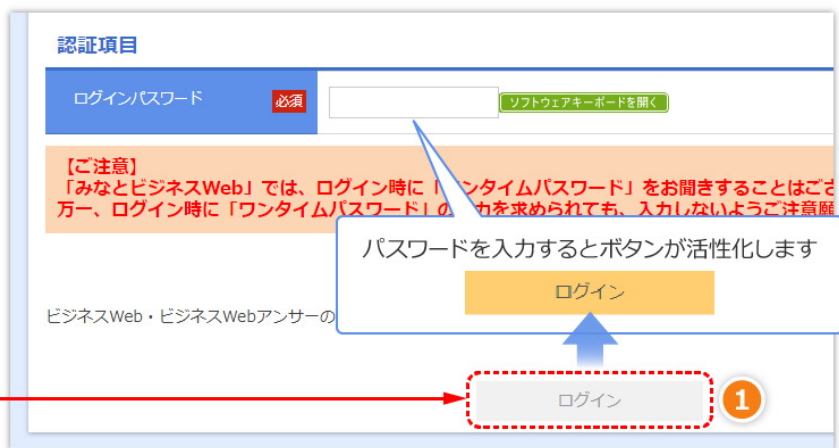 認証項目
ログインパスワード 必須 ソフトウェアキーボードを開く
【ご注意】
「みなとビジネスWeb」では、ログイン時に「ワンタイムパスワード」をお聞きすることはござ
万一、ログイン時に「ワンタイムパスワード」の入力を求められても、入力しないようご注意願
パスワードを入力するとボタンが活性化します
ログイン
ビジネスWeb・ビジネスWebアンサーの
ログイン 1